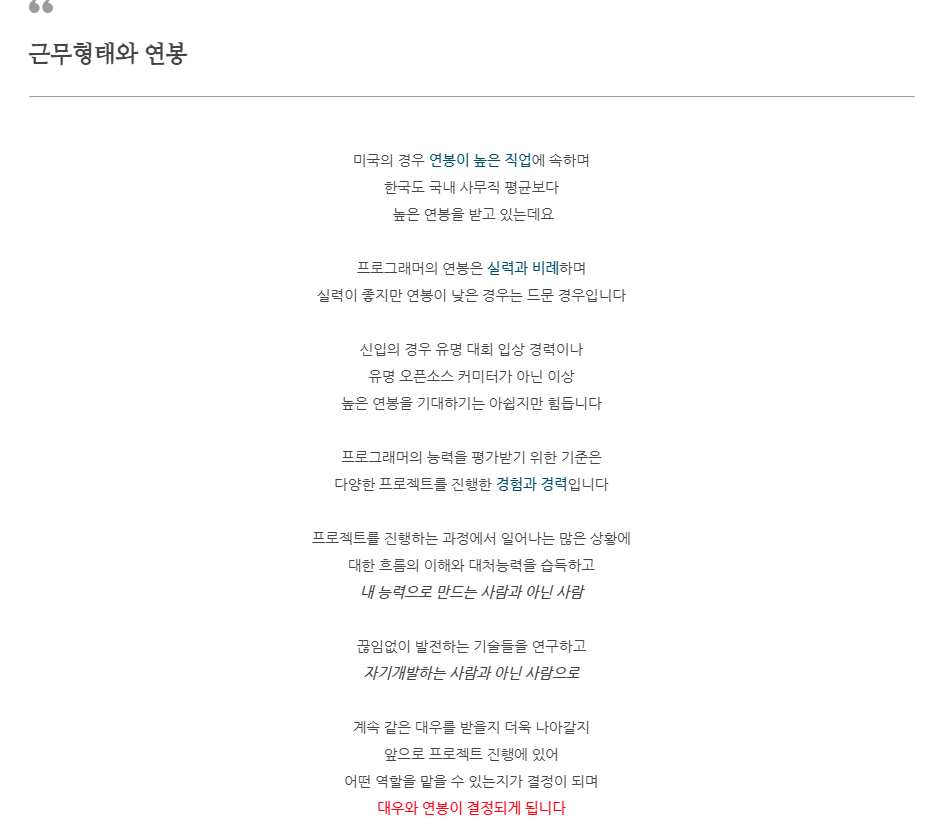 “
근무형태와 연봉
미국의 경우 연봉이 높은 직업에 속하며
한국도 국내 사무직 평균보다
높은 연봉을 받고 있는데요
프로그래머의 연봉은 실력과 비례하며
실력이 좋지만 연봉이 낮은 경우는 드문 경우입니다
신입의 경우 유명 대회 입상 경력이나
유명 오픈소스 커미터가 아닌 이상
높은 연봉을 기대하기는 아쉽지만 힘듭니다
프로그래머의 능력을 평가받기 위한 기준은
다양한 프로젝트를 진행한 경험과 경력입니다
프로젝트를 진행하는 과정에서 일어나는 많은 상황에
대한 흐름의 이해와 대처능력을 습득하고
내 능력으로 만드는 사람과 아닌 사람
끊임없이 발전하는 기술들을 연구하고
자기개발하는 사람과 아닌 사람으로
계속 같은 대우를 받을지 더욱 나아갈지
앞으로 프로젝트 진행에 있어
어떤 역할을 맡을 수 있는지가 결정이 되며
대우와 연봉이 결정되게 됩니다